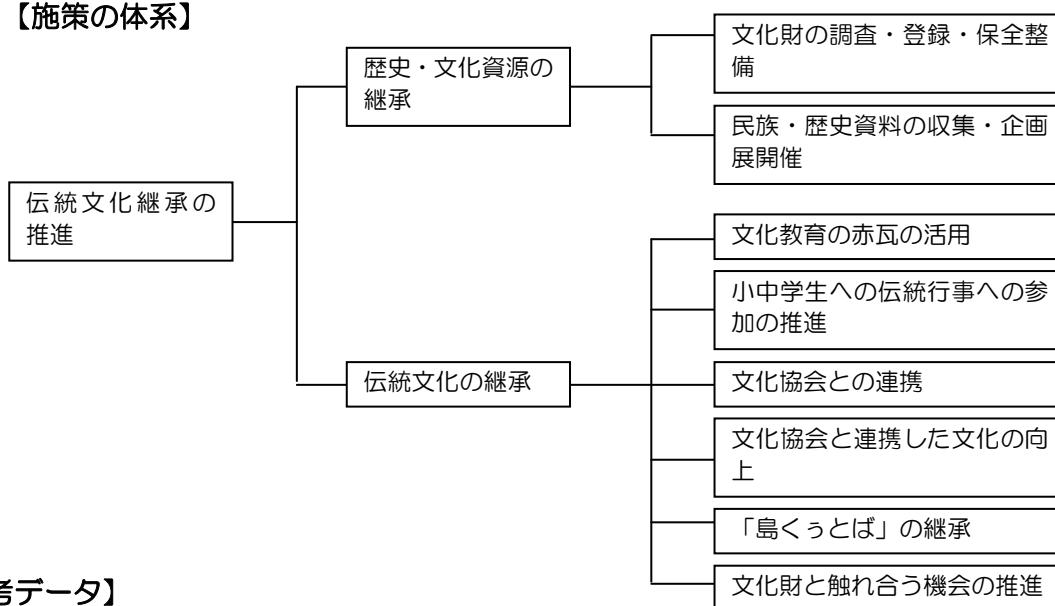 【施策の体系】
伝統文化継承の
推進
歴史・文化資源の
継承
文化財の調査・登録・保全整
備
民族・歴史資料の収集・企画
展開催
伝統文化の継承
文化教育の赤瓦の活用
小中学生への伝統行事への参
加の推進
文化協会との連携
文化協会と連携した文化の向
上
「島くぅとば」の継承
文化財と触れ合う機会の推進
考データ】